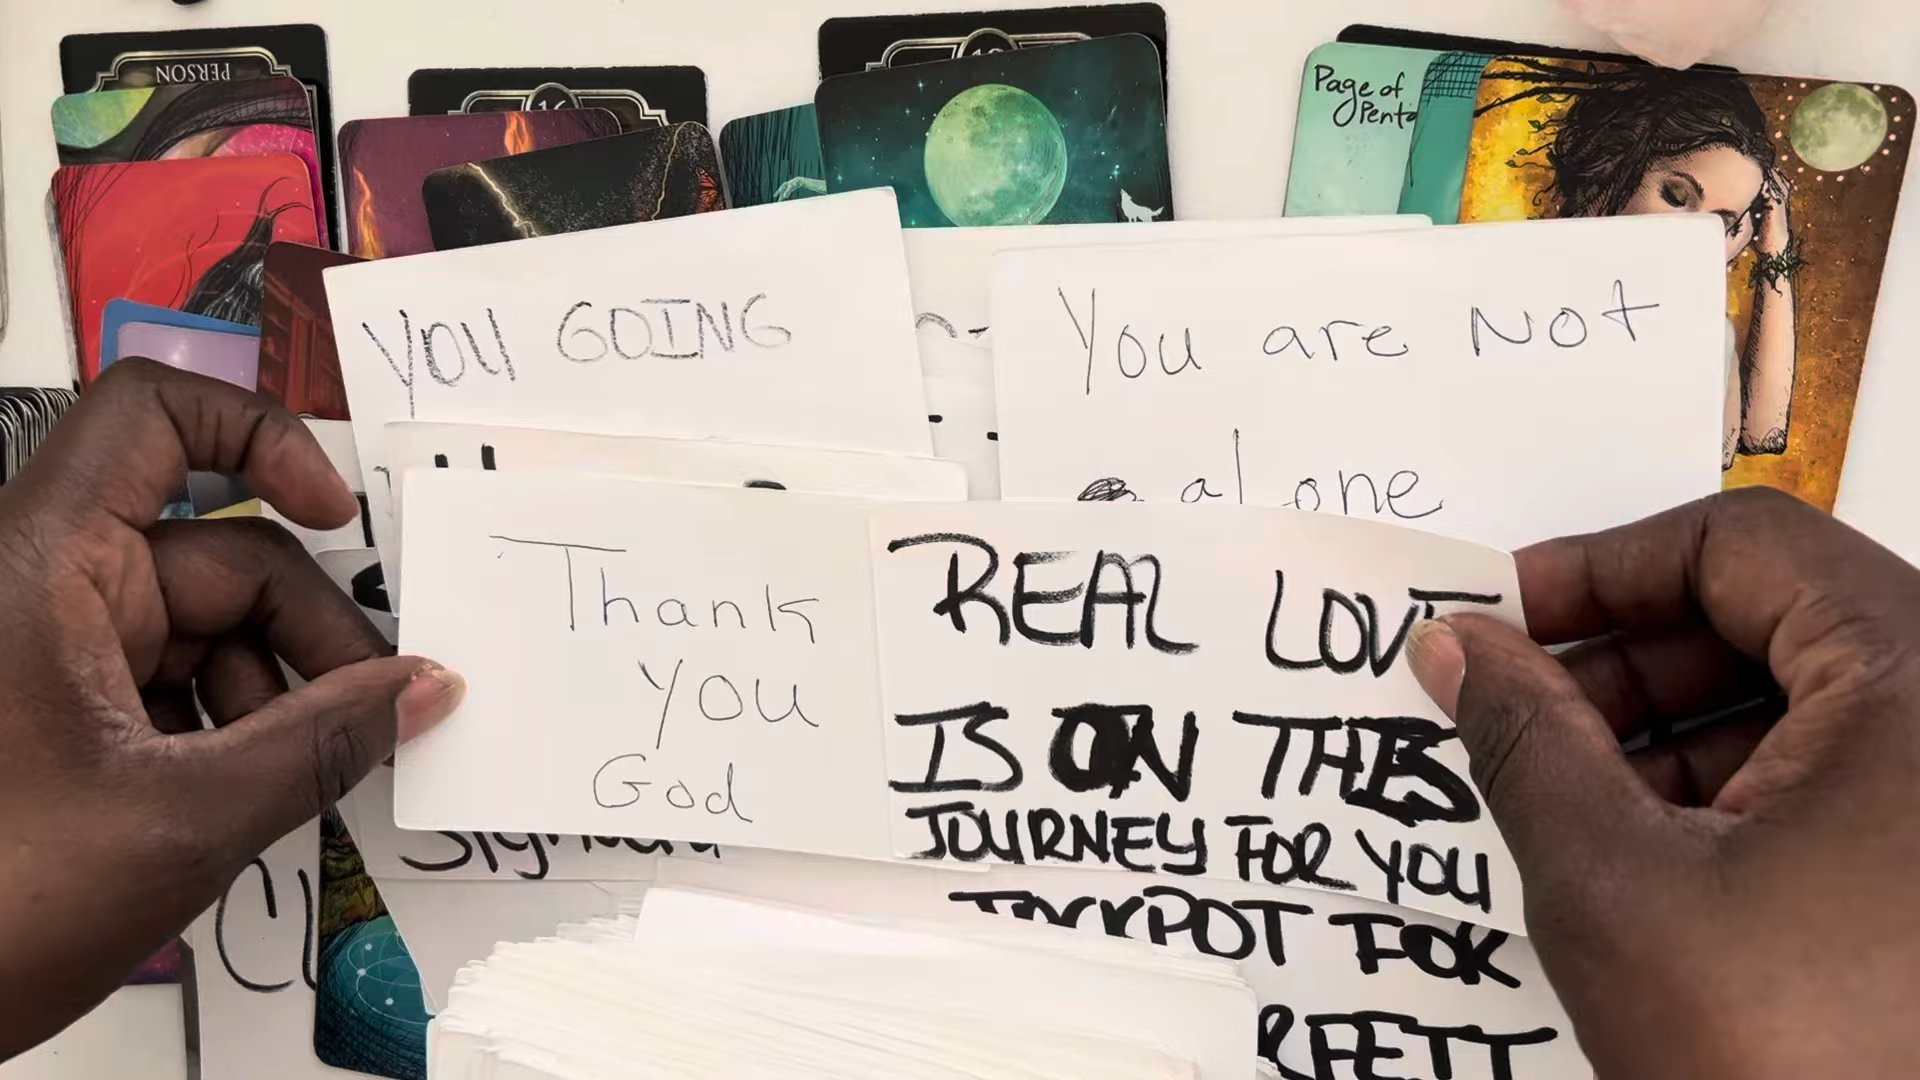 PERSON
16
Page of
YOU GOING
You are Not
alone
Thank
you
God
REAL LOVE
IS ON THIS
JOURNEY FOR YOU
JACKPOT FOR